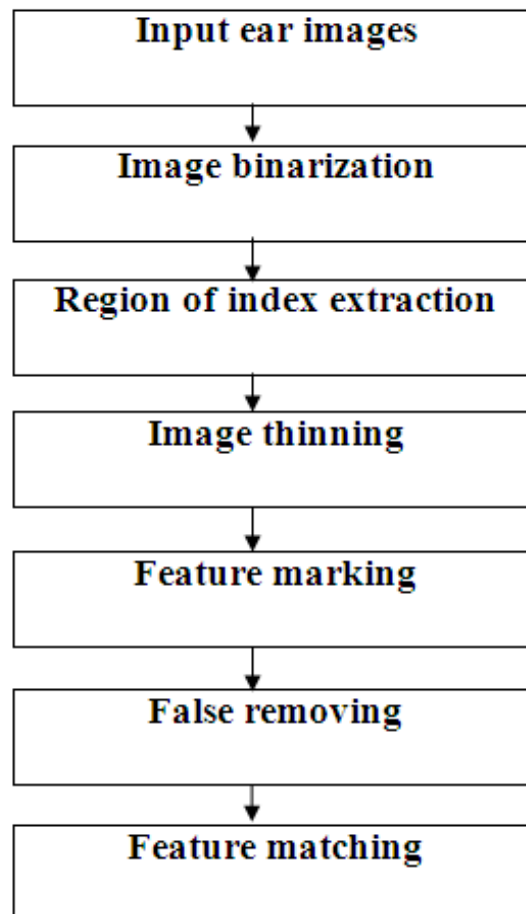 Input ear images
Image binarization
Region of index extraction
Image thinning
Feature marking
False removing
Feature matching